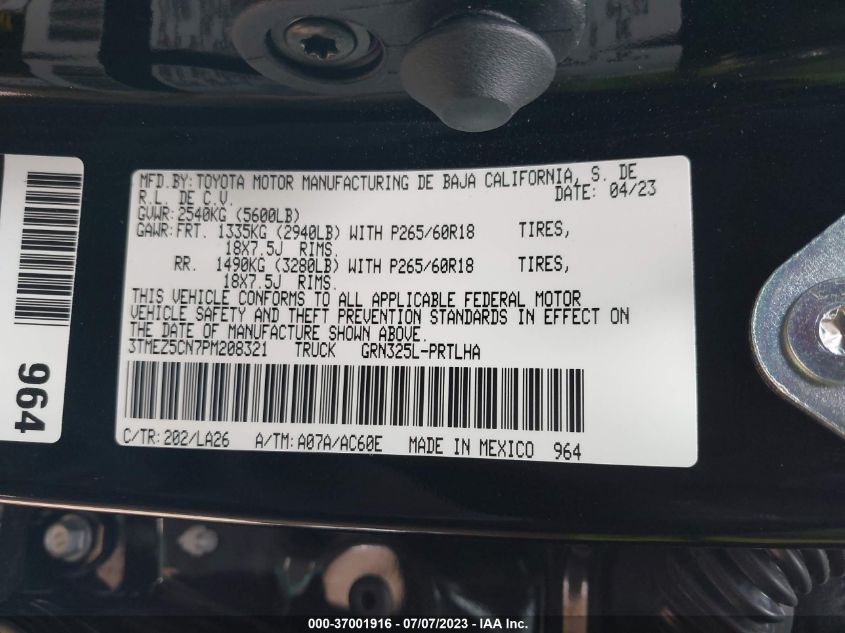 MFD.BY:TOYOTA MOTOR MANUFACTURING DE BAJA CALIFORNIA, S. DE
R.L. DE C.V. DATE: 04/23
GVWR:2540KG (5600LB)
GAWR:FRT. 1335KG (2940LB) WITH P265/60R18 TIRES,
18X7.5J RIMS.
RR. 1490KG (3280LB) WITH P265/60R18 TIRES,
18X7.5J RIMS.
THIS VEHICLE CONFORMS TO ALL APPLICABLE FEDERAL MOTOR
VEHICLE SAFETY AND THEFT PREVENTION STANDARDS IN EFFECT ON
THE DATE OF MANUFACTURE SHOWN ABOVE.
3TMEZ5CN7PM208321 TRUCK GRN325L-PRTLHA
C/TR:202/LA26 A/TM:A07A/AC60E MADE IN MEXICO 964
964
000-37001916 - 07/07/2023 - IAA Inc.